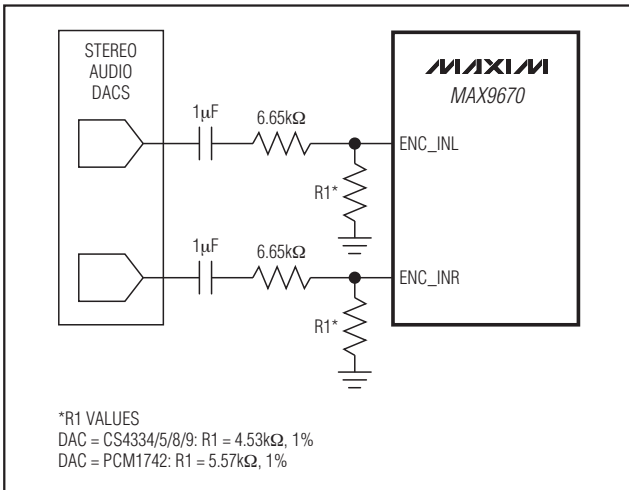 STEREO
AUDIO
DACS
MAXIM
MAX9670
1µF
6.65kΩ
ENC_INL
R1*
1µF
6.65kΩ
ENC_INR
R1*
*R1 VALUES
DAC = CS4334/5/8/9: R1 = 4.53kΩ, 1%
DAC = PCM1742: R1 = 5.57kΩ, 1%